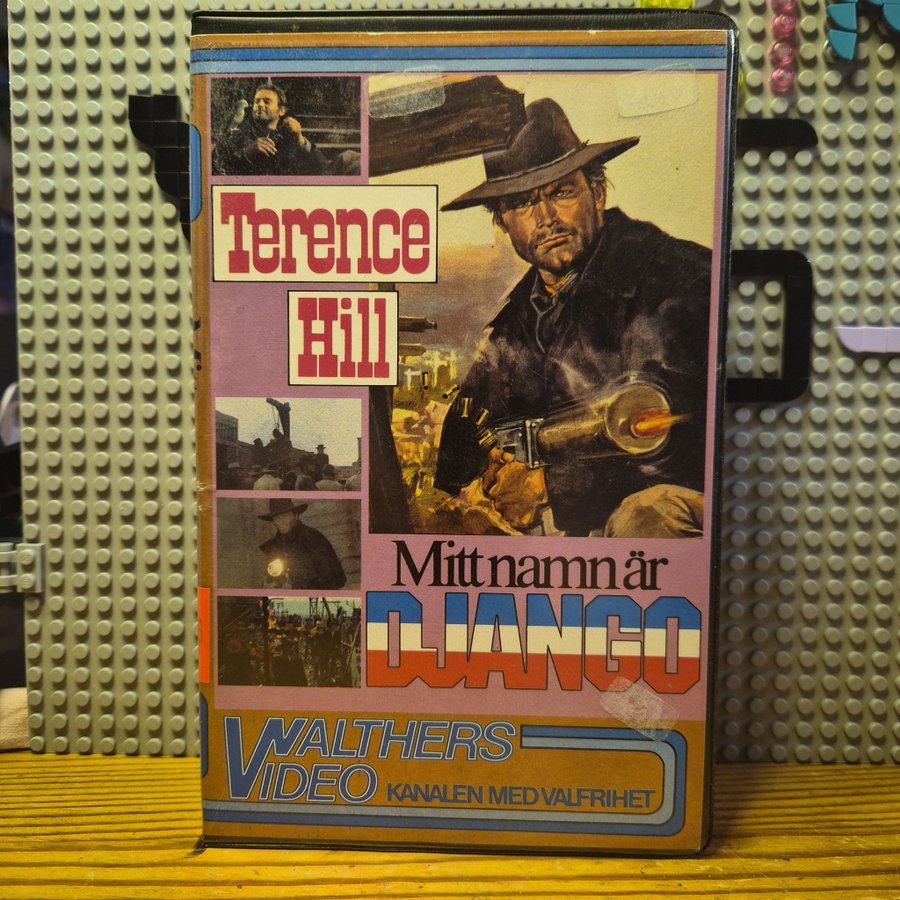 Terence
Hill
Mitt namn är
DJANGO
WALTHERS
VIDEO
KANALEN MED VALFRIHET